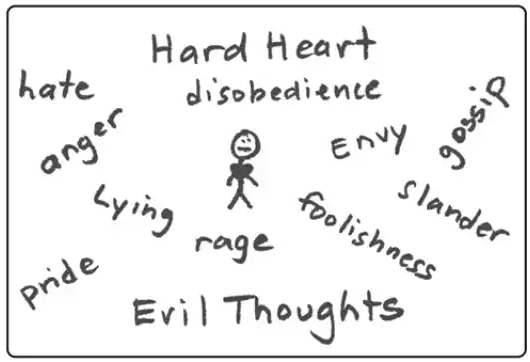 Hard Heart
hate
disobedience
gossip
anger
Envy
Lying
slander
foolishness
rage
pride
Evil Thoughts